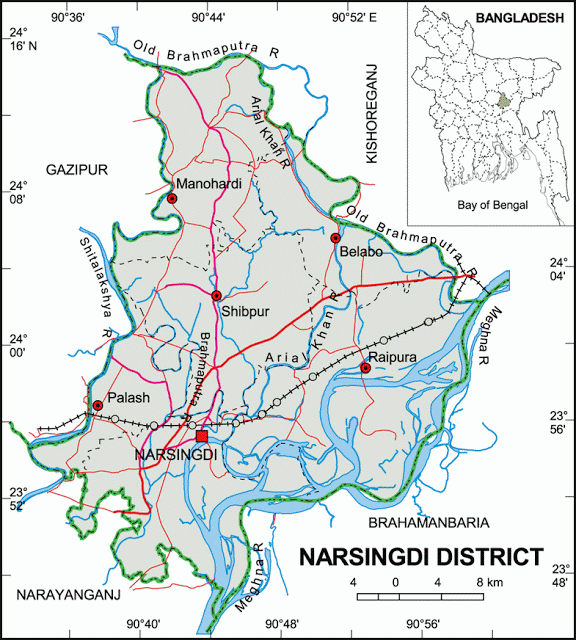 90°36'
90°44'
90°52' E
24°
16' N
Old Brahmaputra R
BANGLADESH
Bay of Bengal
KISHOREGANJ
Arial Khan R
GAZIPUR
24°
08'
Manohardi
Old Brahmaputra R
Belabo
24°
04'
Shitalakshya R
Shibpur
Arial Khan R
Meghna R
24°
00'
Brahmaputra R
Raipura
Palash
23°
56'
NARSINGDI
23°
52'
BRAHAMANBARIA
NARSINGDI DISTRICT
Meghna R
4 0 4 8 km
23°
48'
NARAYANGANJ
90°40'
90°48'
90°56'